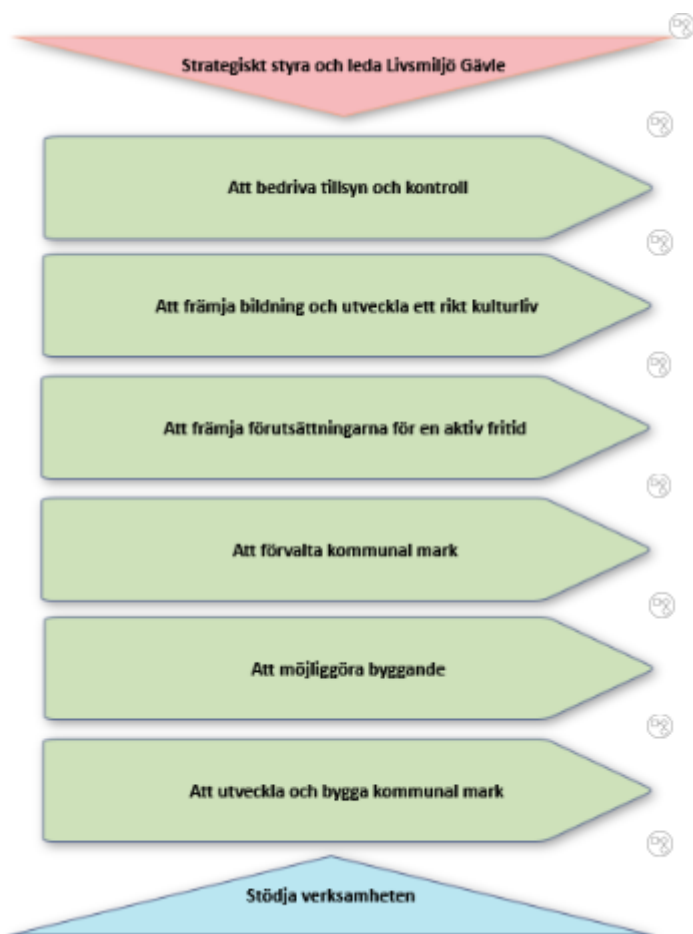 Strategiskt styra och leda Livsmiljö Gävle
Att bedriva tillsyn och kontroll
Att främja bildning och utveckla ett rikt kulturliv
Att främja förutsättningarna för en aktiv fritid
Att förvalta kommunal mark
Att möjliggöra byggande
Att utveckla och bygga kommunal mark
Stödja verksamheten